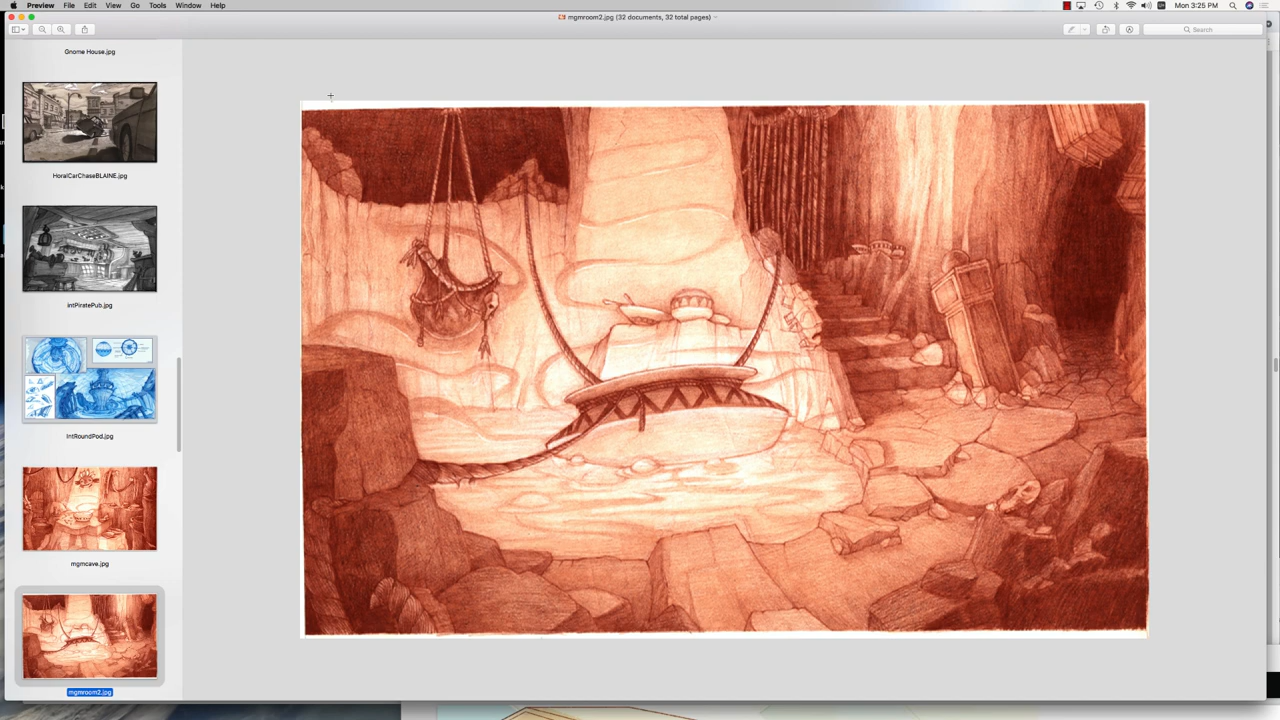 Preview File Edit View Go Tools Window Help
Mon 3:25 PM
mgmroom2.jpg (32 documents, 32 total pages)
Search
Gnome House.jpg
HoralCarChaseBLAINE.jpg
intPiratePub.jpg
IntRoundPod.jpg
mgmcave.jpg
mgmroom2.jpg